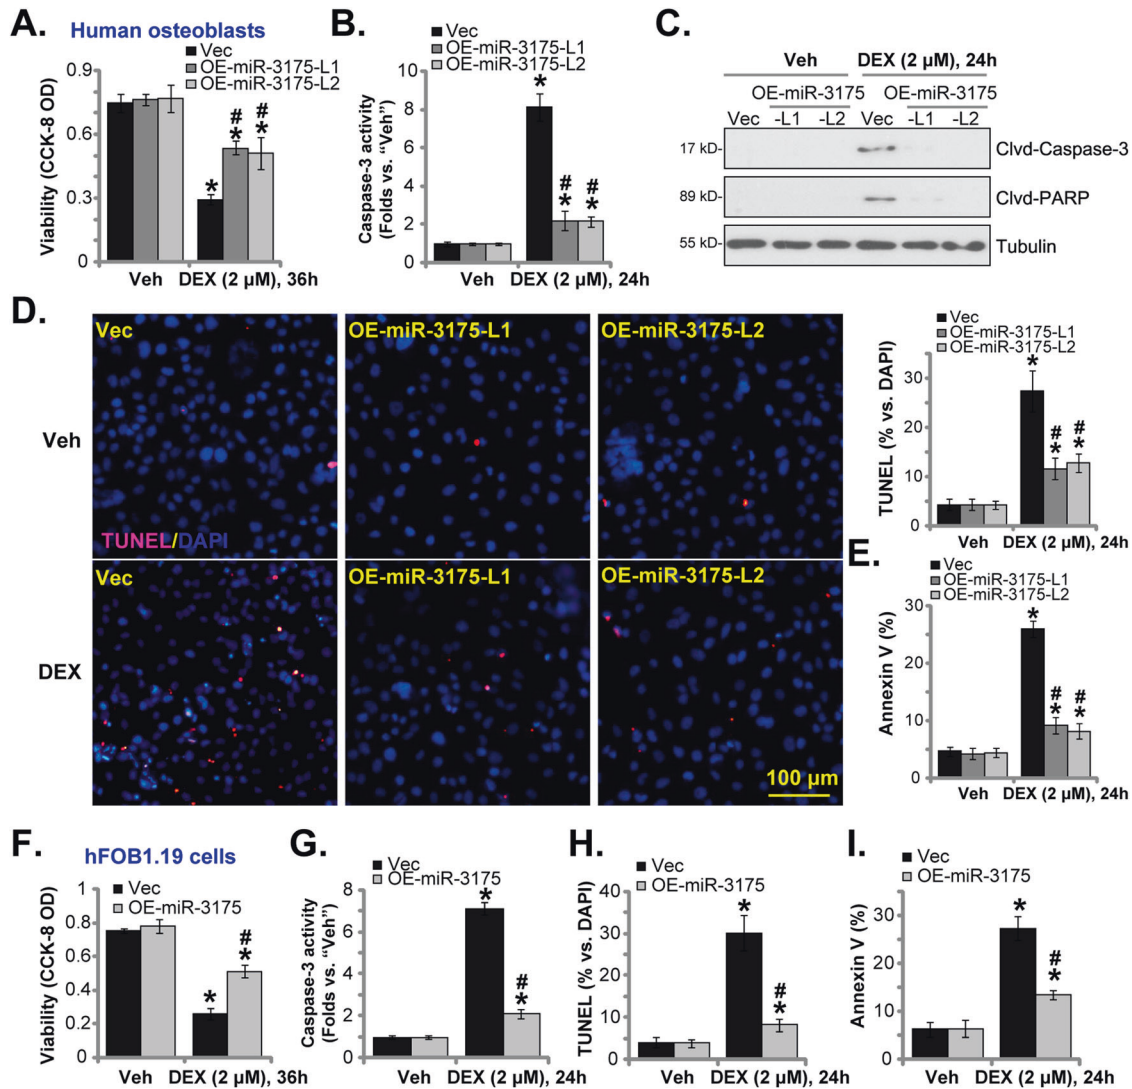 A.
Human osteoblasts
Vec
OE-miR-3175-L1
OE-miR-3175-L2
Viability (CCK-8 OD)
0.9
0.6
0.3
0
* # * # *
Veh DEX (2 µM), 36h
B.
Vec
OE-miR-3175-L1
OE-miR-3175-L2
Caspase-3 activity
(Folds vs. “Veh”)
10
8
6
4
2
0
* # * # *
Veh DEX (2 µM), 24h
C.
Veh DEX (2 µM), 24h
OE-miR-3175 OE-miR-3175
Vec -L1 -L2 Vec -L1 -L2
17 kD- Clvd-Caspase-3
89 kD- Clvd-PARP
55 kD- Tubulin
D.
Vec OE-miR-3175-L1 OE-miR-3175-L2
Veh
TUNEL/DAPI
Vec OE-miR-3175-L1 OE-miR-3175-L2
DEX
100 µm
Vec
OE-miR-3175-L1
OE-miR-3175-L2
TUNEL (% vs. DAPI)
30
20
10
0
* # * # *
Veh DEX (2 µM), 24h
E.
Vec
OE-miR-3175-L1
OE-miR-3175-L2
Annexin V (%)
30
20
10
0
* # * # *
Veh DEX (2 µM), 24h
F.
hFOB1.19 cells
Vec
OE-miR-3175
Viability (CCK-8 OD)
1
0.8
0.6
0.4
0.2
0
* # *
Veh DEX (2 µM), 36h
G.
Vec
OE-miR-3175
Caspase-3 activity
(Folds vs. “Veh”)
8
6
4
2
0
* # *
Veh DEX (2 µM), 24h
H.
Vec
OE-miR-3175
TUNEL (% vs. DAPI)
40
30
20
10
0
* # *
Veh DEX (2 µM), 24h
I.
Vec
OE-miR-3175
Annexin V (%)
30
20
10
0
* # *
Veh DEX (2 µM), 24h